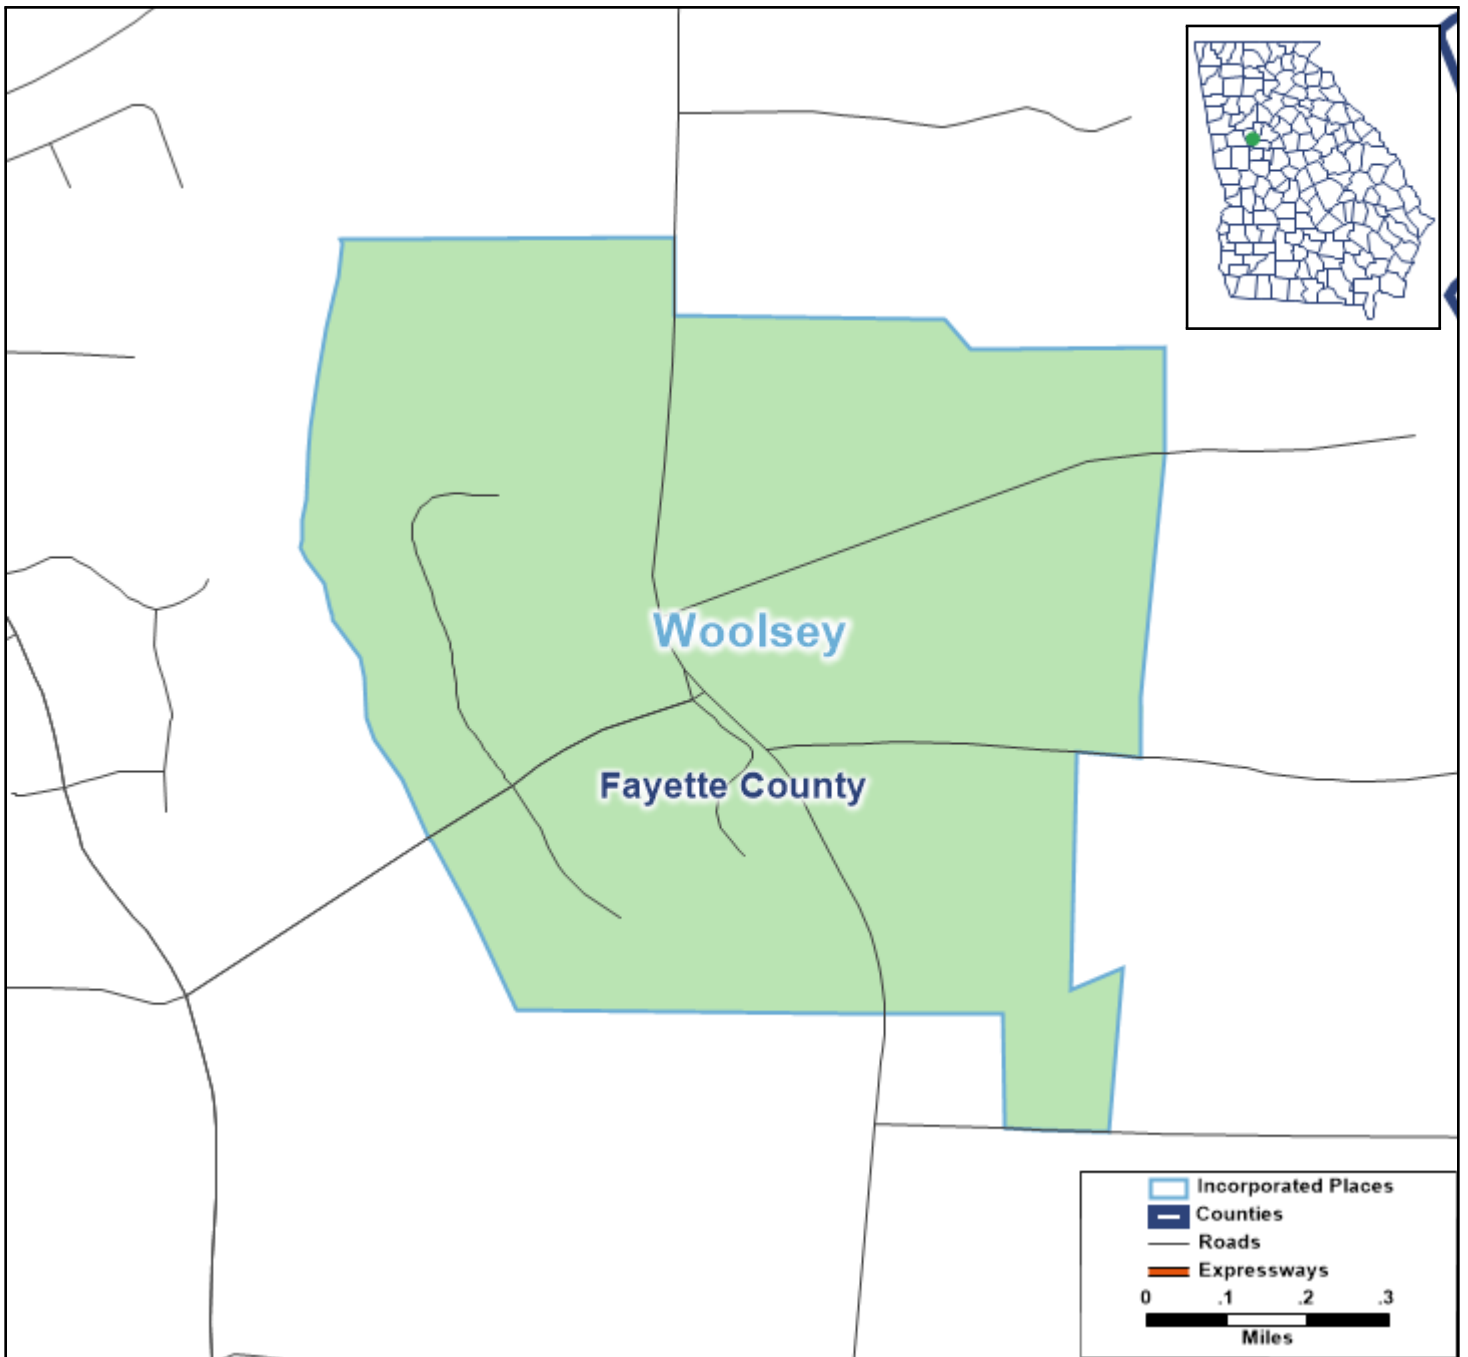 Woolsey
Fayette County
Incorporated Places
Counties
Roads
Expressways
0 .1 .2 .3
Miles